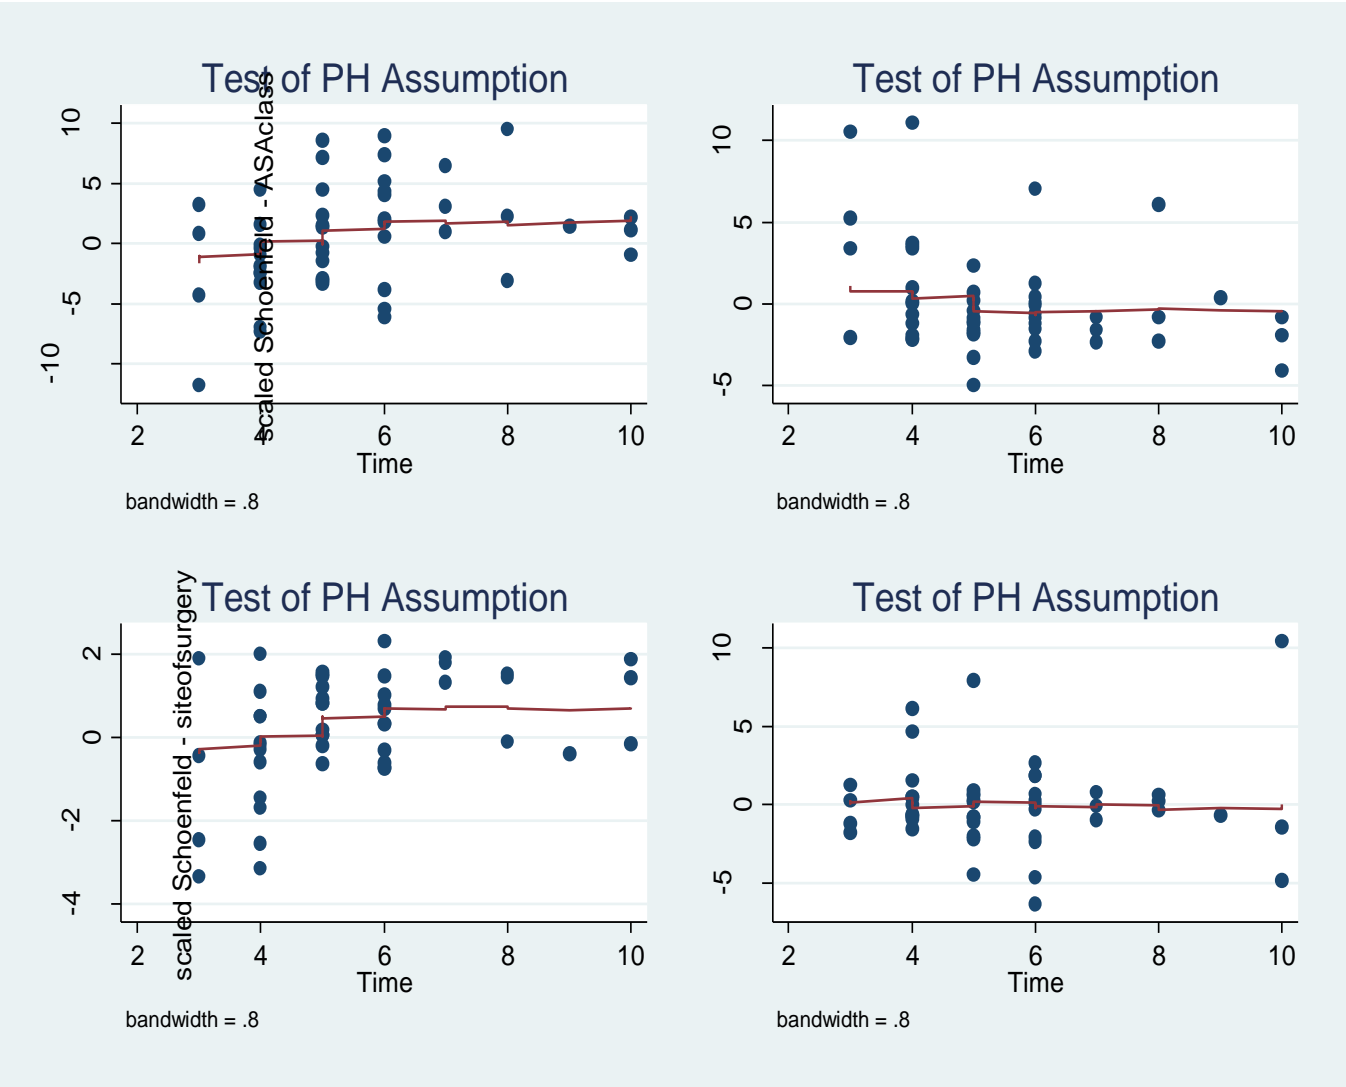 Test of PH Assumption
scaled Schoenfeld - ASAclass
10
5
0
-5
-10
2 4 6 8 10
Time
bandwidth = .8
Test of PH Assumption
10
5
0
-5
2 4 6 8 10
Time
bandwidth = .8
Test of PH Assumption
scaled Schoenfeld - siteofsurgery
2
0
-2
-4
2 4 6 8 10
Time
bandwidth = .8
Test of PH Assumption
10
5
0
-5
2 4 6 8 10
Time
bandwidth = .8